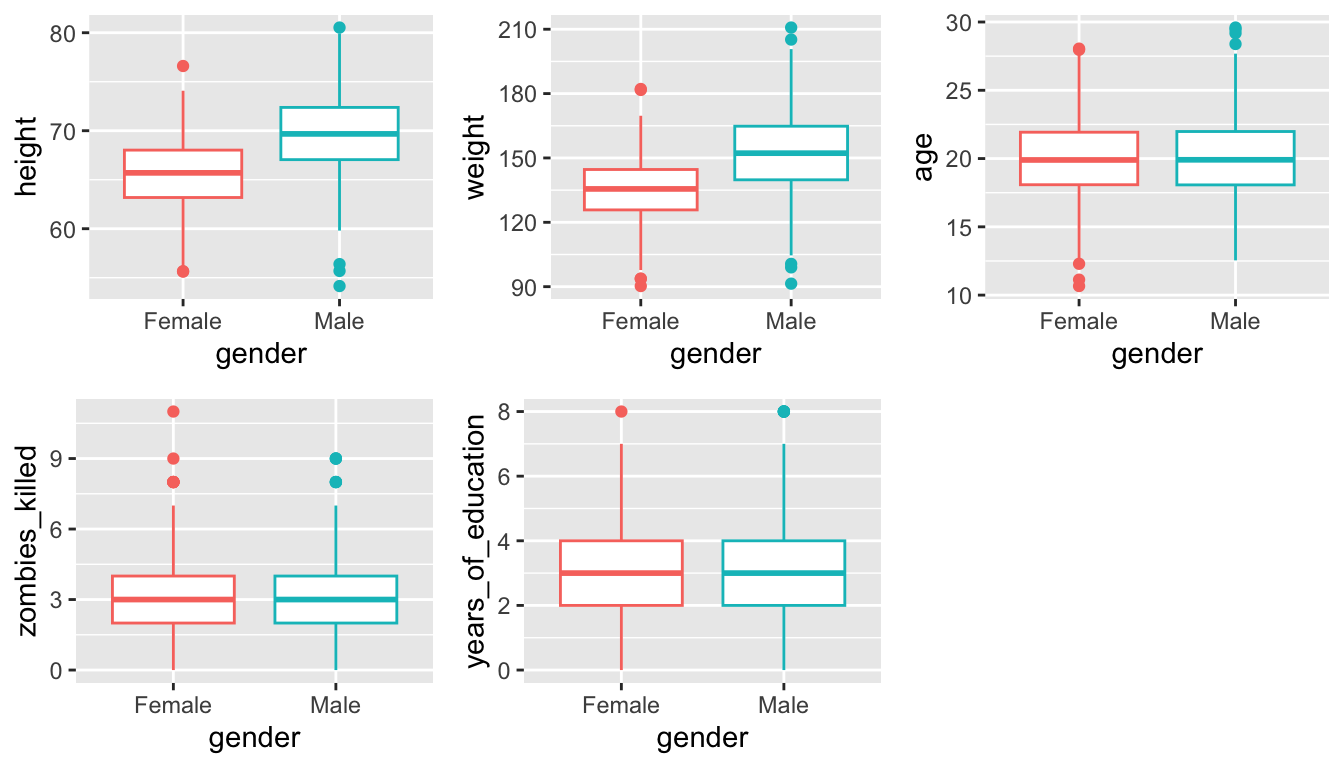 height
80
70
60
Female Male
gender
weight
210
180
150
120
90
Female Male
gender
age
30
25
20
15
10
Female Male
gender
zombies_killed
9
6
3
0
Female Male
gender
years_of_education
8
6
4
2
0
Female Male
gender